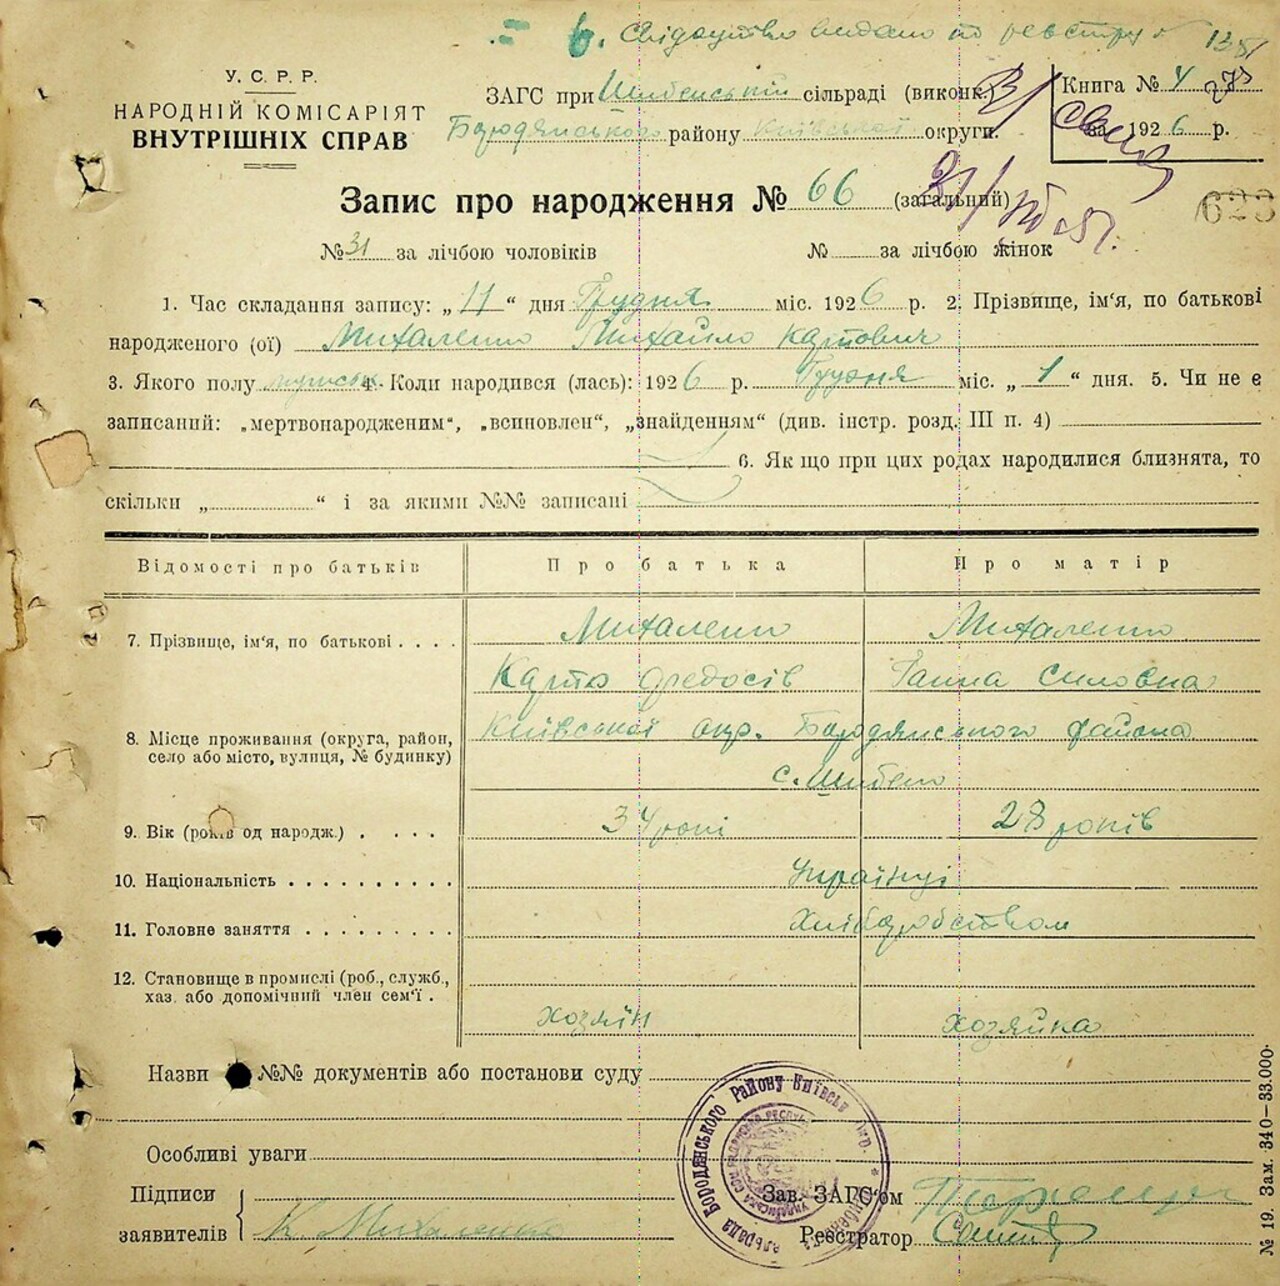 Свідоцтво видано по реєстру
У. С. Р. Р.
НАРОДНІЙ КОМІСАРІЯТ
ВНУТРІШНІХ СПРАВ
ЗАГС при Шибенській сільраді (виконк.
Бородянського району Київської округи.
Книга № 4
за 1926 р.
Запис про народження № 66 (загальний)
623
№ 31 за лічбою чоловіків № за лічбою жінок
1. Час складання запису: „ 11 “ дня Грудня міс. 1926 р. 2. Прізвище, ім‘я, по батькові
народженого (ої) Михаленко Михайло Карпович
3. Якого полу мужськ. 4. Коли народився (лась): 1926 р. Грудня міс. „ 1 “ дня. 5. Чи не є
записаний: „мертвонародженим“, „всиновлен“, „знайденням“ (див. інстр. розд. III п. 4)
6. Як що при цих родах народилися близнята, то
скільки „ “ і за якими №№ записані
Відомості про батьків Про батька Про матір
7. Прізвище, ім‘я, по батькові . . . . Михаленко Михаленко
Карпо Федосів Ганна Силовна
8. Місце проживання (округа, район, село або місто, вулиця, № будинку) Київської окр. Бородянського района
с. Шибено
9. Вік (років од народж.) . . . . 34 роки 28 років
10. Національність . . . . . . . . . . Українці
11. Головне заняття . . . . . . . . . Хліборобством
12. Становище в промислі (роб., служб.,
хаз. або допомічний член сем‘ї .
хозяїн хозяйка
Назви №№ документів або постанови суду
Особливі уваги
Підписи
заявителів К. Михаленко
Зав. ЗАГС‘ом
Реєстратор
Бородянського Району Київськ
№ 19. Зам. 340—33.000.